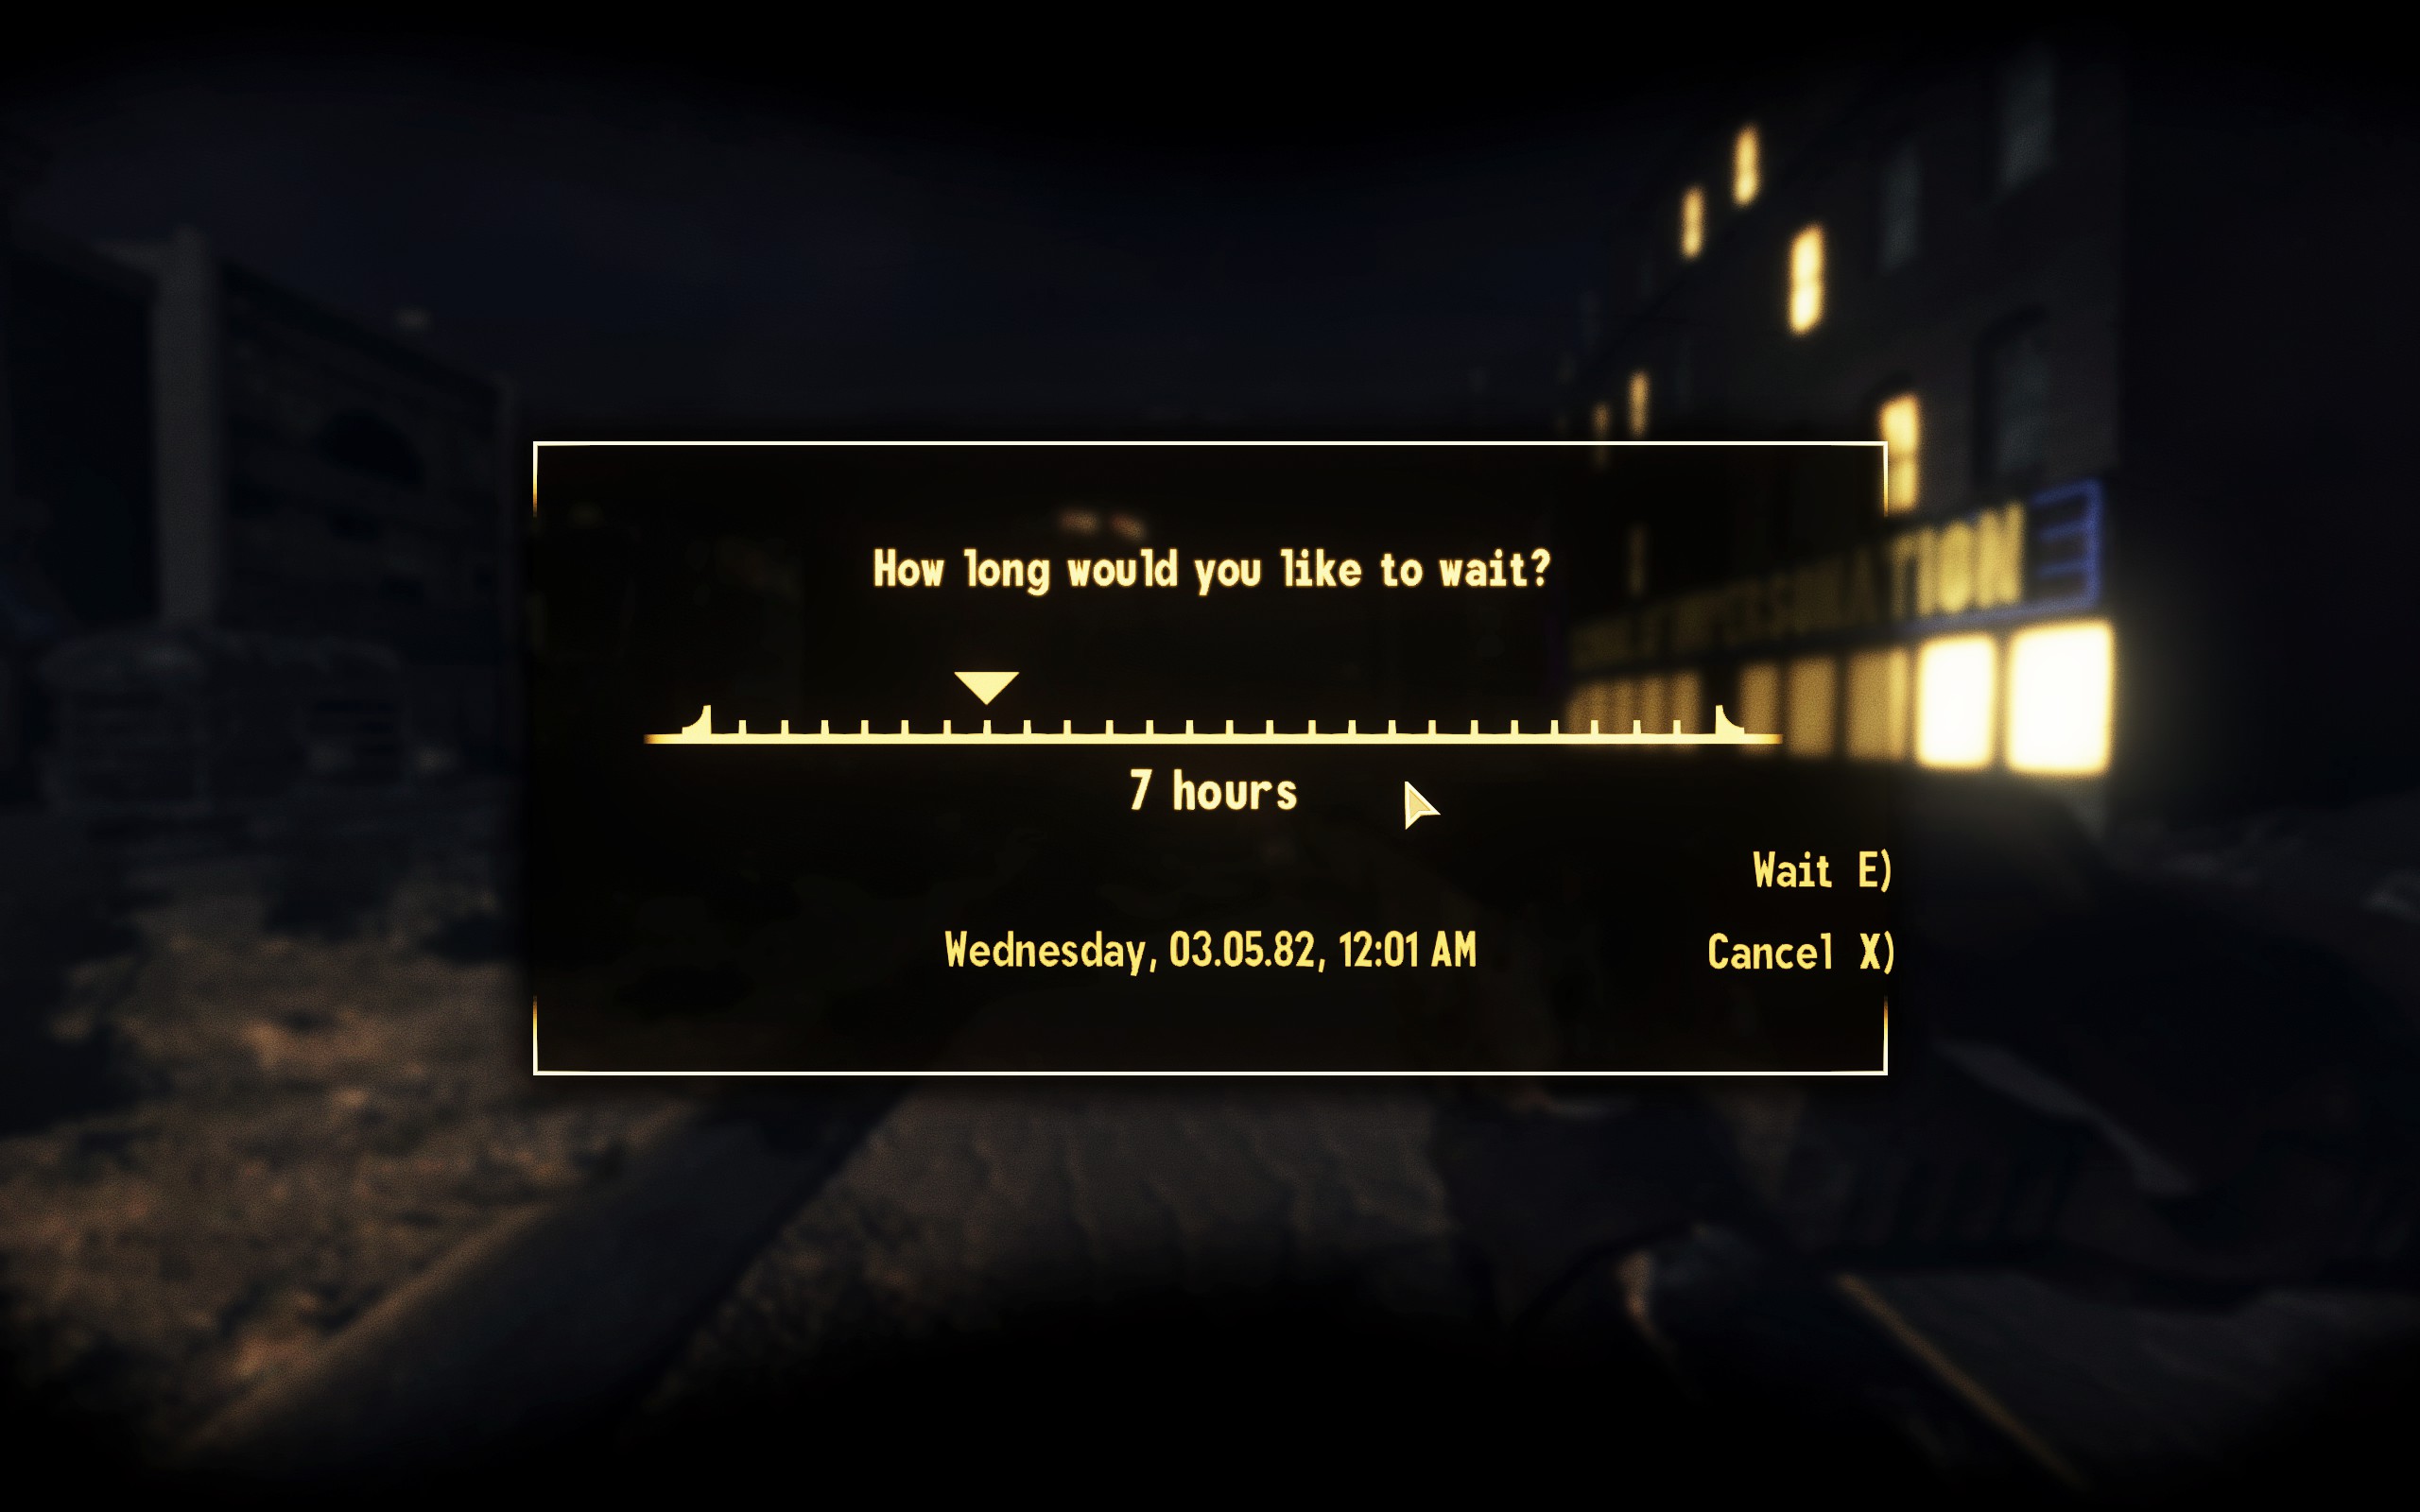 How long would you like to wait?
7 hours
Wait E)
Wednesday, 03.05.82, 12:01 AM
Cancel X)